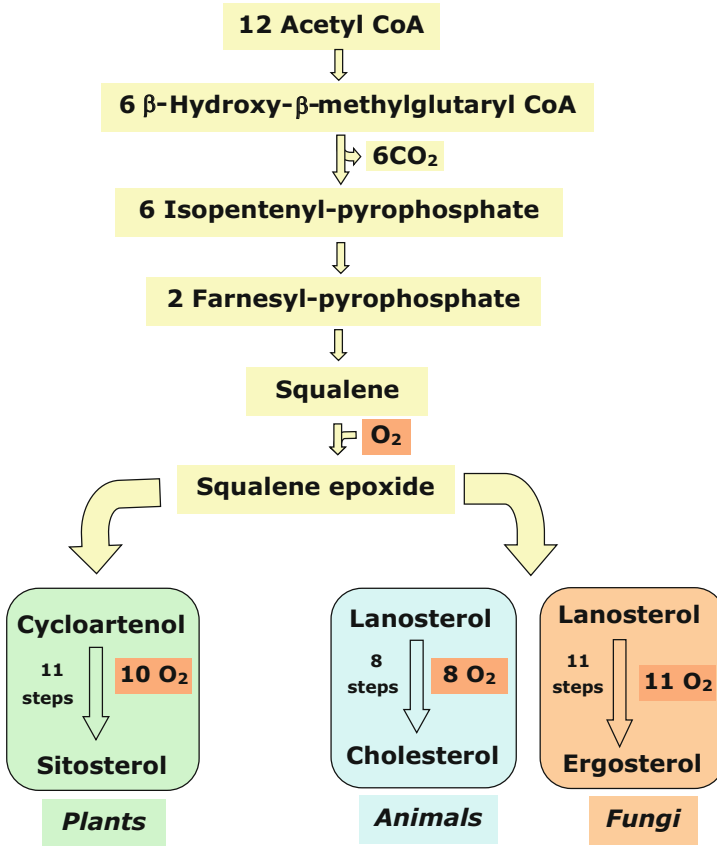 12 Acetyl CoA
6 β-Hydroxy-β-methylglutaryl CoA
6CO₂
6 Isopentenyl-pyrophosphate
2 Farnesyl-pyrophosphate
Squalene
O₂
Squalene epoxide
Cycloartenol
11
steps
10 O₂
Sitosterol
Plants
Lanosterol
8
steps
8 O₂
Cholesterol
Animals
Lanosterol
11
steps
11 O₂
Ergosterol
Fungi